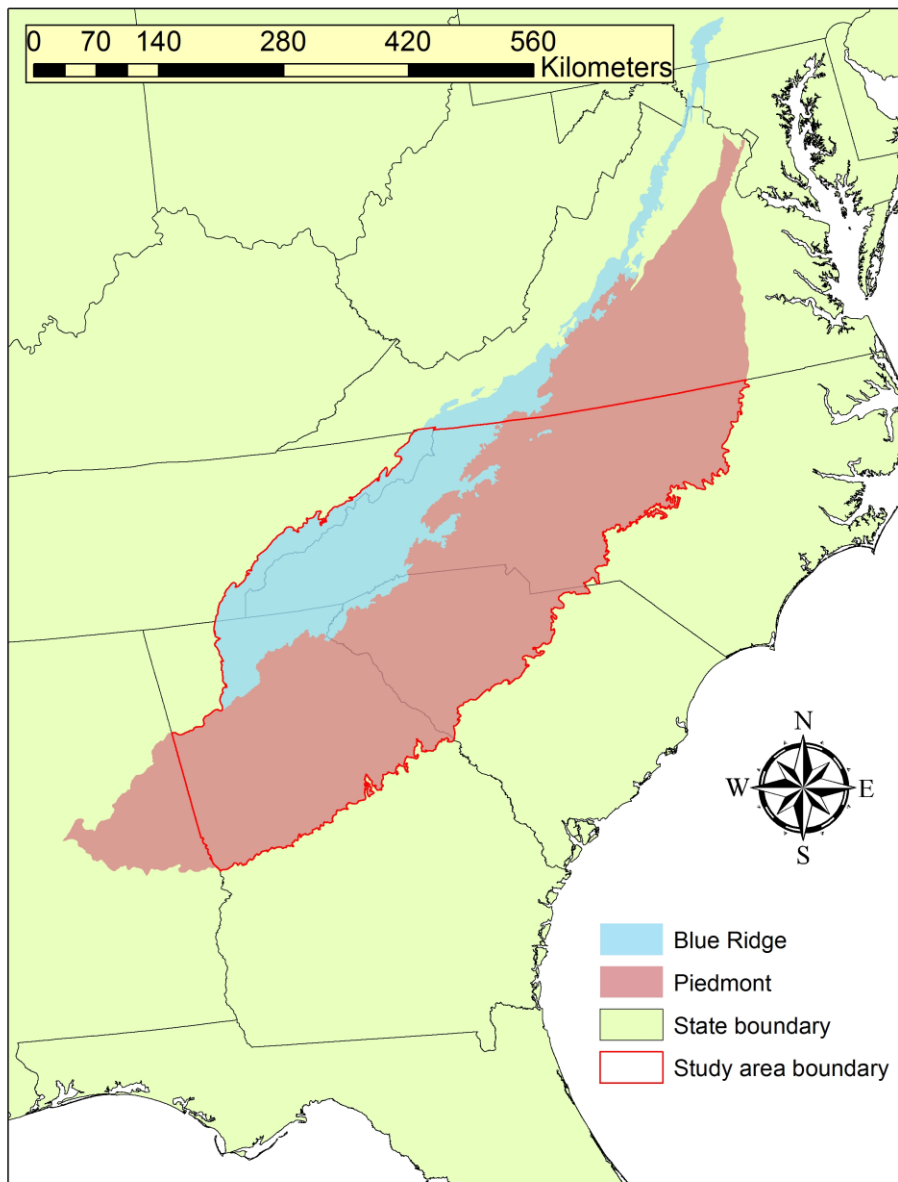 0 70 140 280 420 560
Kilometers
N
W E
S
Blue Ridge
Piedmont
State boundary
Study area boundary